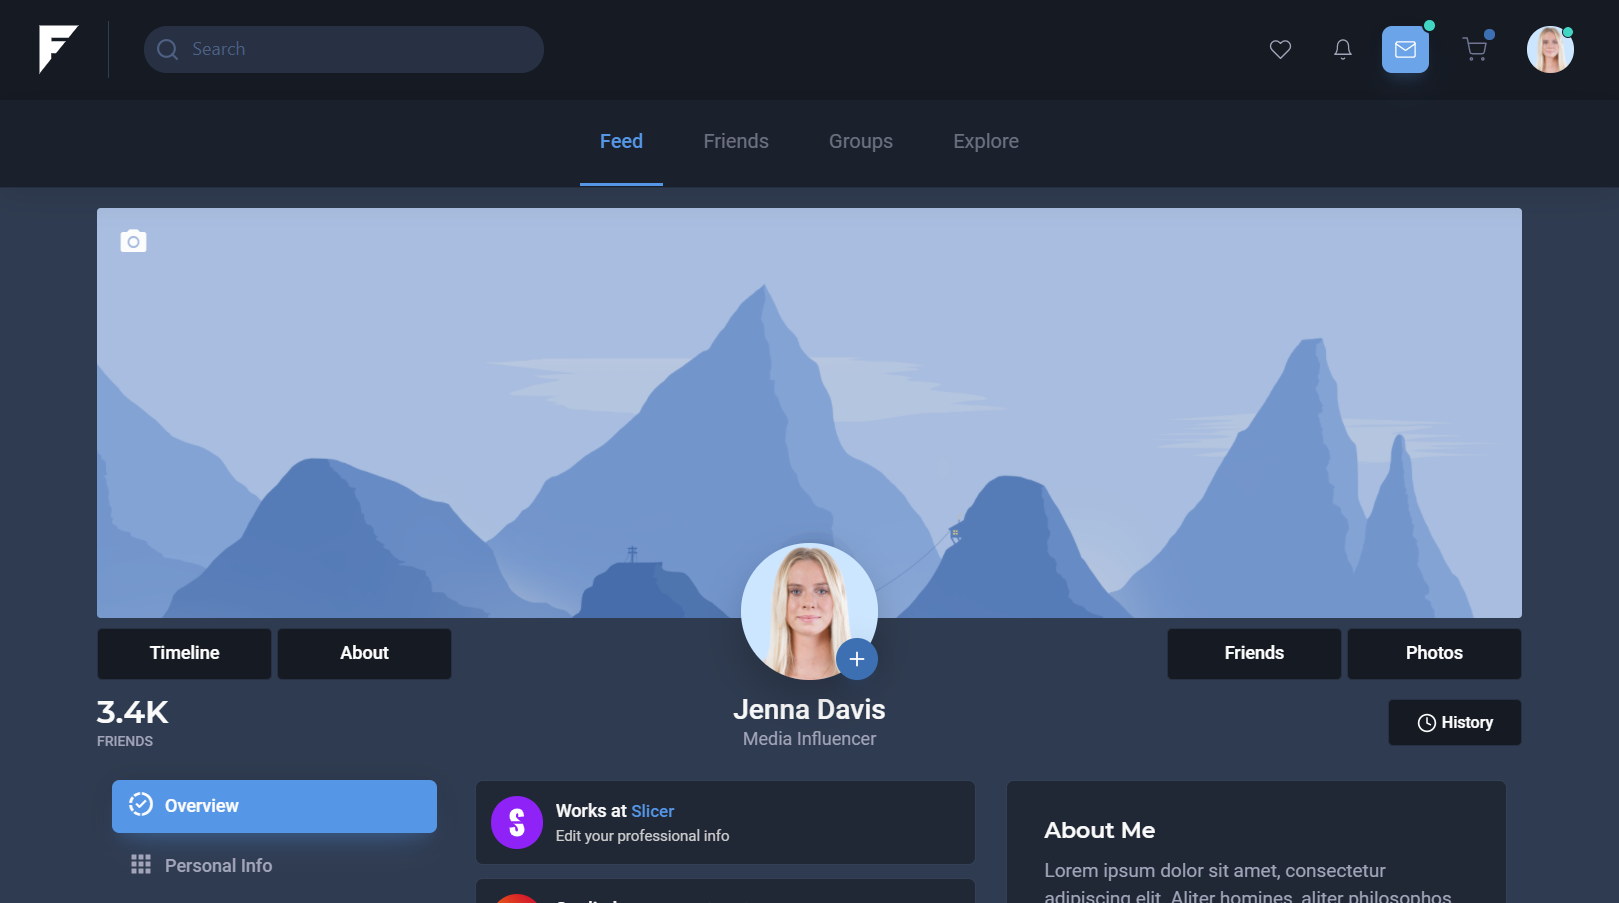 Search
Feed
Friends
Groups
Explore
Timeline
About
Friends
Photos
3.4K
FRIENDS
Jenna Davis
Media Influencer
History
Overview
Personal Info
Works at Slicer
Edit your professional info
About Me
Lorem ipsum dolor sit amet, consectetur
adipiscing elit. Aliter homines, aliter philosophos